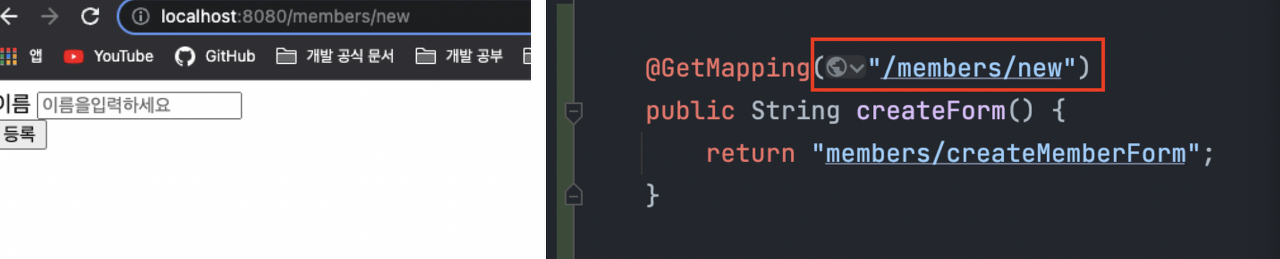 localhost:8080/members/new
앱 YouTube GitHub 개발 공식 문서 개발 공부
이름 이름을입력하세요
등록
@GetMapping("/members/new")
public String createForm() {
return "members/createMemberForm";
}